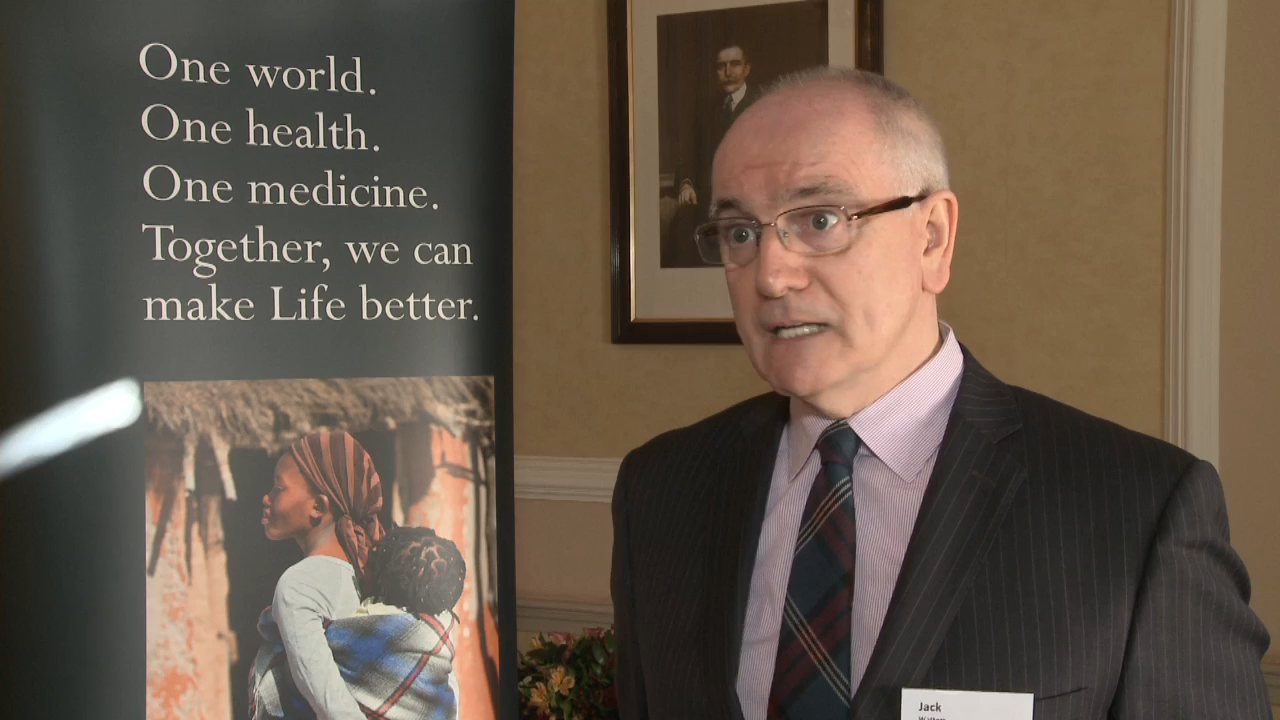 One world.
One health.
One medicine.
Together, we can
make Life better.
Jack